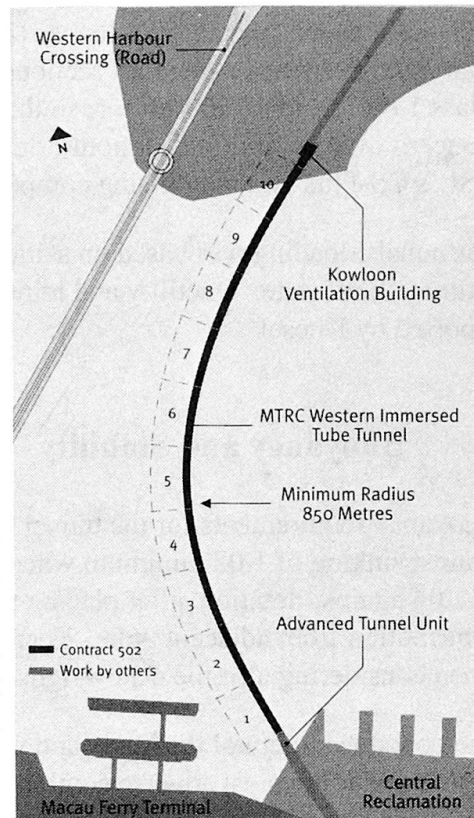 Western Harbour
Crossing (Road)
N
10
9
Kowloon
Ventilation Building
8
7
6
MTRC Western Immersed
Tube Tunnel
5
Minimum Radius
850 Metres
4
3
Advanced Tunnel Unit
Contract 502
Work by others
2
1
Macau Ferry Terminal
Central
Reclamation